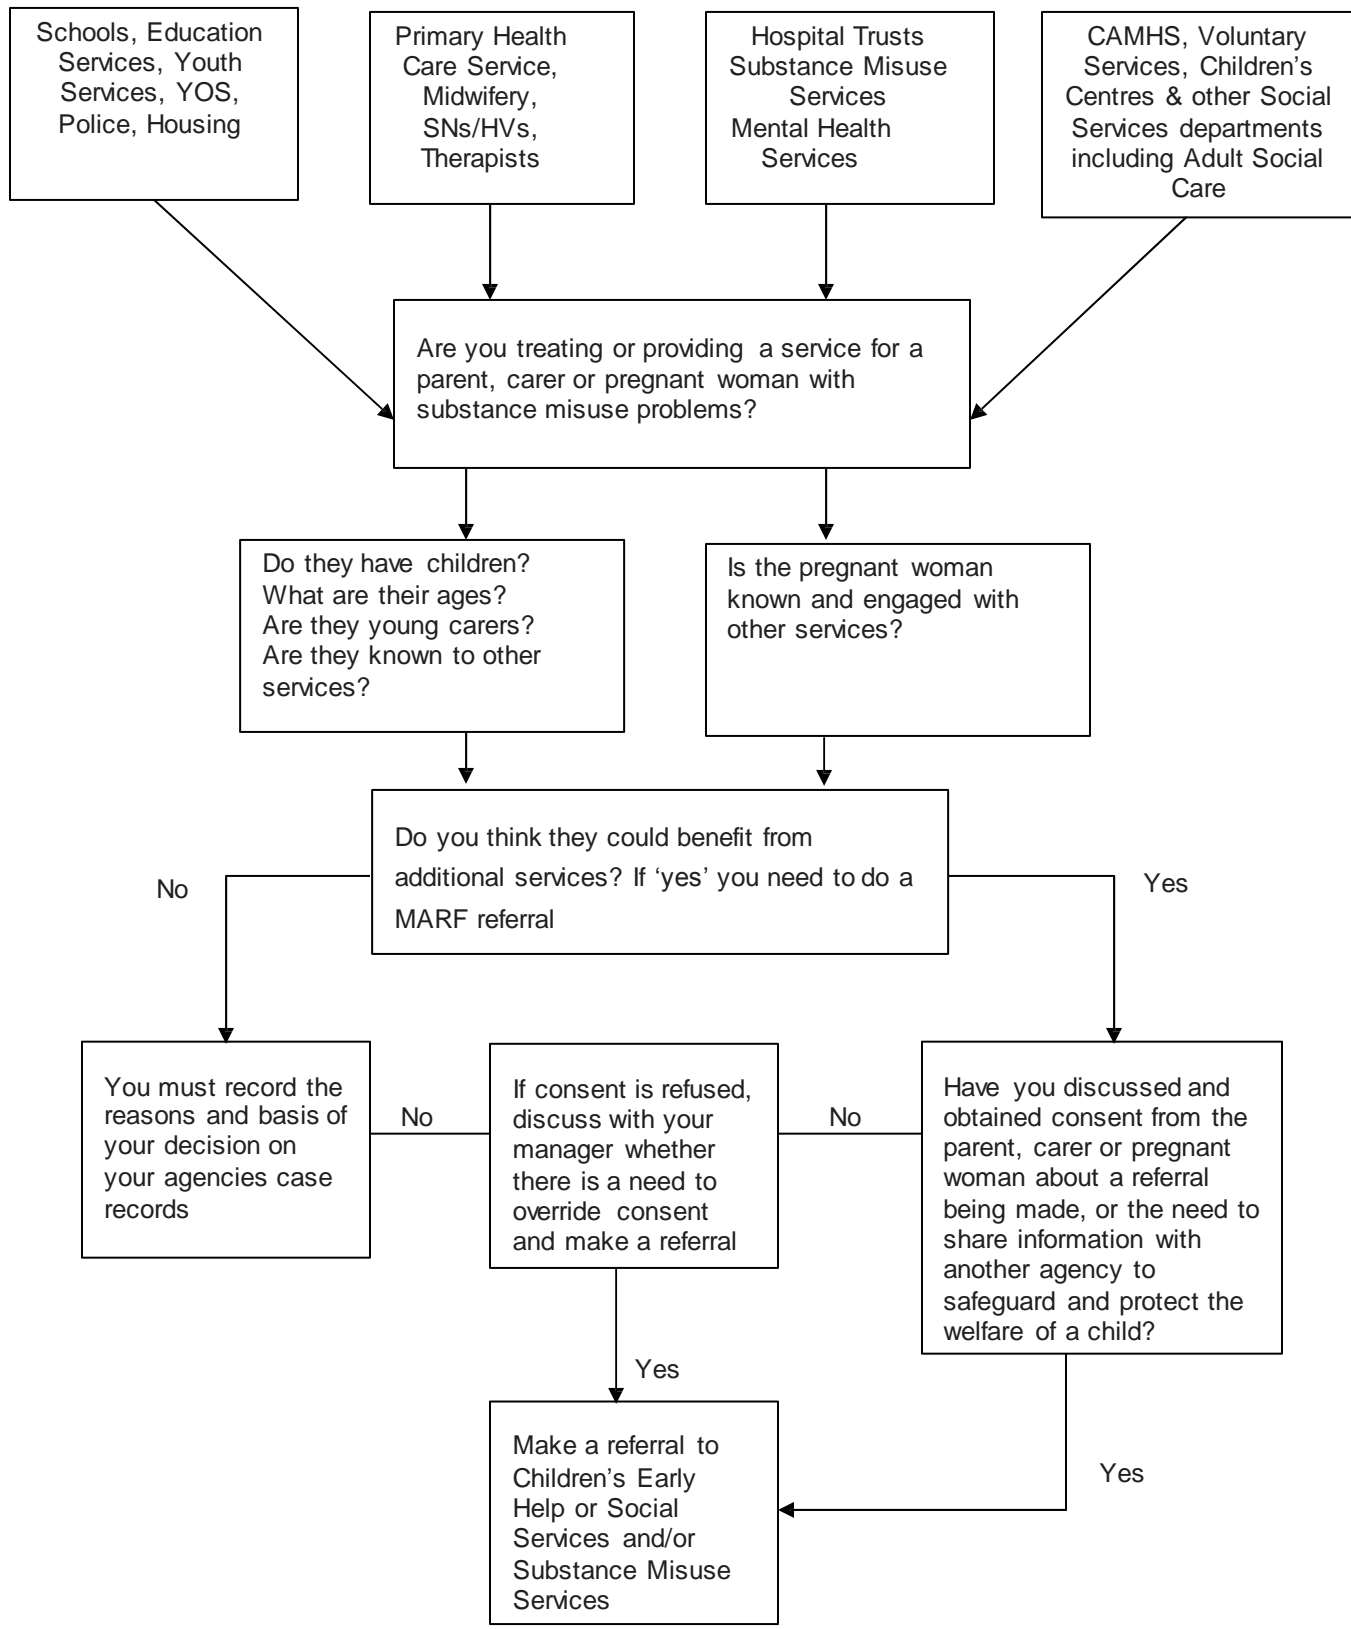 Schools, Education
Services, Youth
Services, YOS,
Police, Housing
Primary Health
Care Service,
Midwifery,
SNs/HVs,
Therapists
Hospital Trusts
Substance Misuse
Services
Mental Health
Services
CAMHS, Voluntary
Services, Children’s
Centres & other Social
Services departments
including Adult Social
Care
Are you treating or providing a service for a
parent, carer or pregnant woman with
substance misuse problems?
Do they have children?
What are their ages?
Are they young carers?
Are they known to other
services?
Is the pregnant woman
known and engaged with
other services?
Do you think they could benefit from
additional services? If ‘yes’ you need to do a
MARF referral
No
Yes
You must record the
reasons and basis of
your decision on
your agencies case
records
No
If consent is refused,
discuss with your
manager whether
there is a need to
override consent
and make a referral
No
Have you discussed and
obtained consent from the
parent, carer or pregnant
woman about a referral
being made, or the need to
share information with
another agency to
safeguard and protect the
welfare of a child?
Yes
Make a referral to
Children’s Early
Help or Social
Services and/or
Substance Misuse
Services
Yes